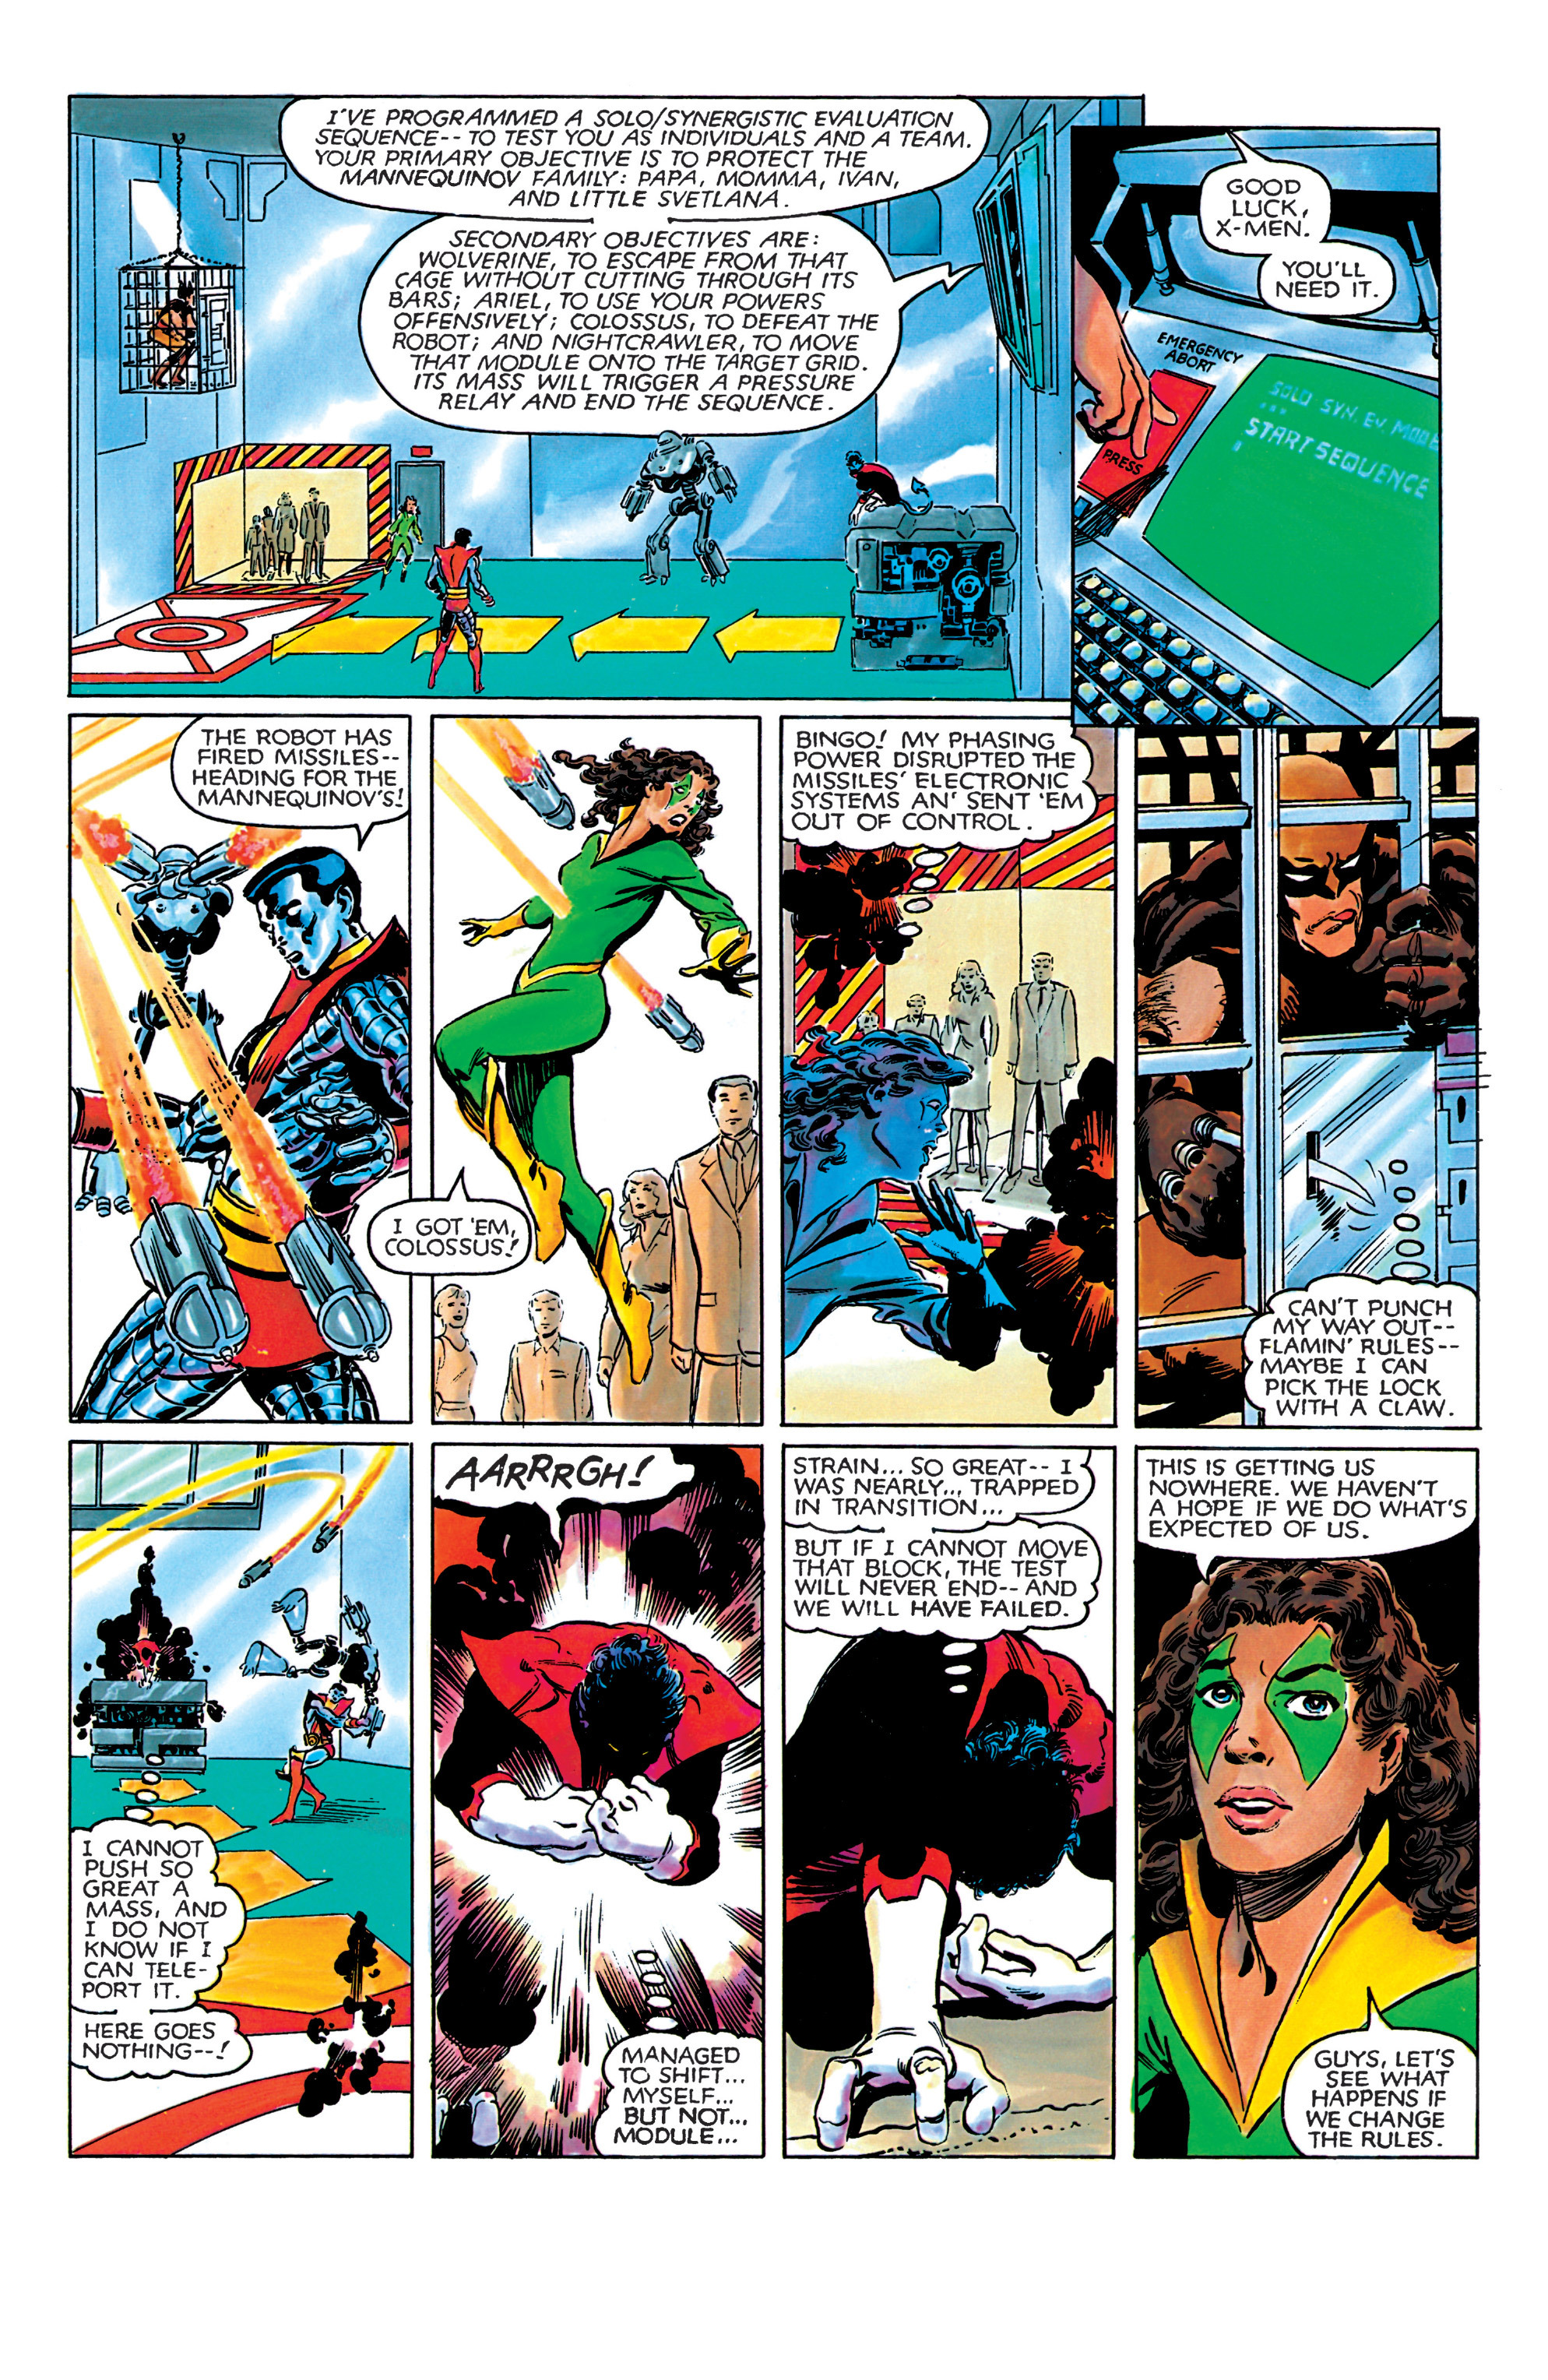 I'VE PROGRAMMED A SOLO/SYNERGISTIC EVALUATION
SEQUENCE-- TO TEST YOU AS INDIVIDUALS AND A TEAM.
YOUR PRIMARY OBJECTIVE IS TO PROTECT THE
MANNEQUINOV FAMILY: PAPA, MOMMA, IVAN,
AND LITTLE SVETLANA.
SECONDARY OBJECTIVES ARE:
WOLVERINE, TO ESCAPE FROM THAT
CAGE WITHOUT CUTTING THROUGH ITS
BARS; ARIEL, TO USE YOUR POWERS
OFFENSIVELY; COLOSSUS, TO DEFEAT THE
ROBOT; AND NIGHTCRAWLER, TO MOVE
THAT MODULE ONTO THE TARGET GRID.
ITS MASS WILL TRIGGER A PRESSURE
RELAY AND END THE SEQUENCE.
GOOD
LUCK,
X-MEN.
YOU'LL
NEED IT.
EMERGENCY
ABORT
PRESS
SOLO SYN. EV. MODE
...
START SEQUENCE
THE ROBOT HAS
FIRED MISSILES--
HEADING FOR THE
MANNEQUINOV'S!
I GOT 'EM,
COLOSSUS!
BINGO! MY PHASING
POWER DISRUPTED THE
MISSILES' ELECTRONIC
SYSTEMS AN' SENT 'EM
OUT OF CONTROL.
CAN'T PUNCH
MY WAY OUT--
FLAMIN' RULES--
MAYBE I CAN
PICK THE LOCK
WITH A CLAW.
I CANNOT
PUSH SO
GREAT A
MASS, AND
I DO NOT
KNOW IF I
CAN TELE-
PORT IT.
HERE GOES
NOTHING--!
AARRRGH!
MANAGED
TO SHIFT...
MYSELF...
BUT NOT...
MODULE...
STRAIN... SO GREAT-- I
WAS NEARLY... TRAPPED
IN TRANSITION...
BUT IF I CANNOT MOVE
THAT BLOCK, THE TEST
WILL NEVER END-- AND
WE WILL HAVE FAILED.
THIS IS GETTING US
NOWHERE. WE HAVEN'T
A HOPE IF WE DO WHAT'S
EXPECTED OF US.
GUYS, LET'S
SEE WHAT
HAPPENS IF
WE CHANGE
THE RULES.